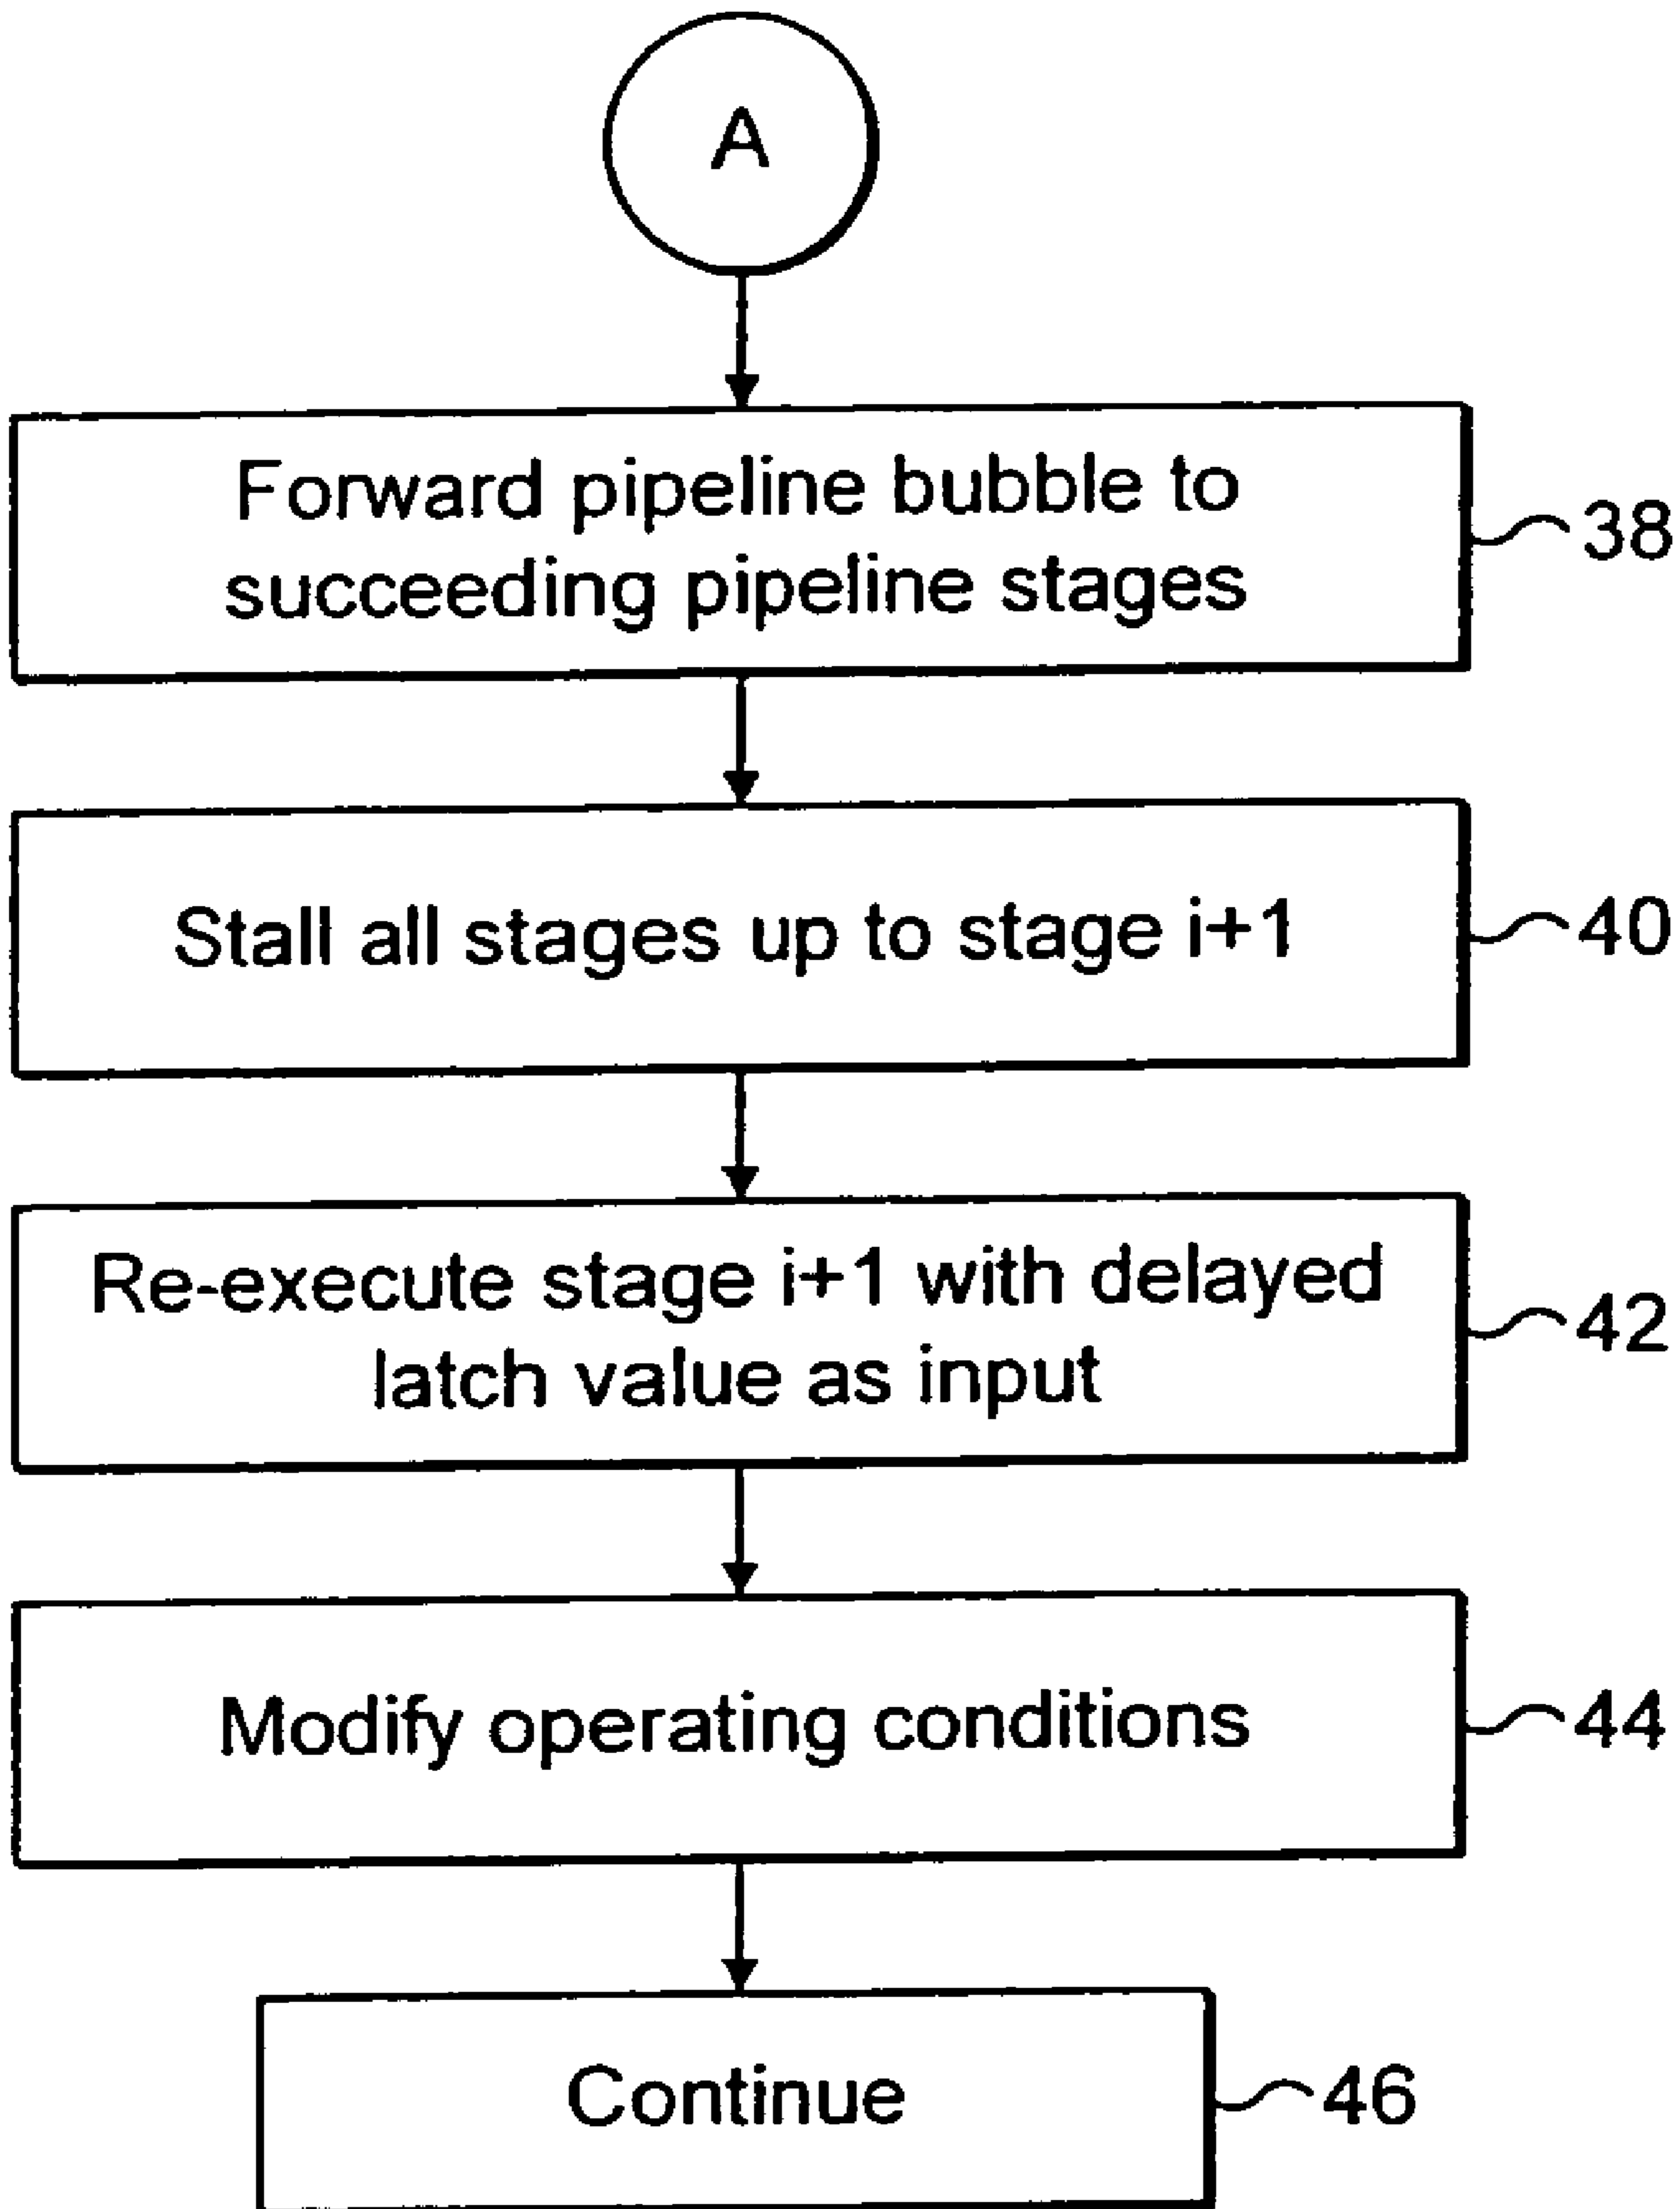 A
Forward pipeline bubble to
succeeding pipeline stages
38
Stall all stages up to stage i+1
40
Re-execute stage i+1 with delayed
latch value as input
42
Modify operating conditions
44
Continue
46